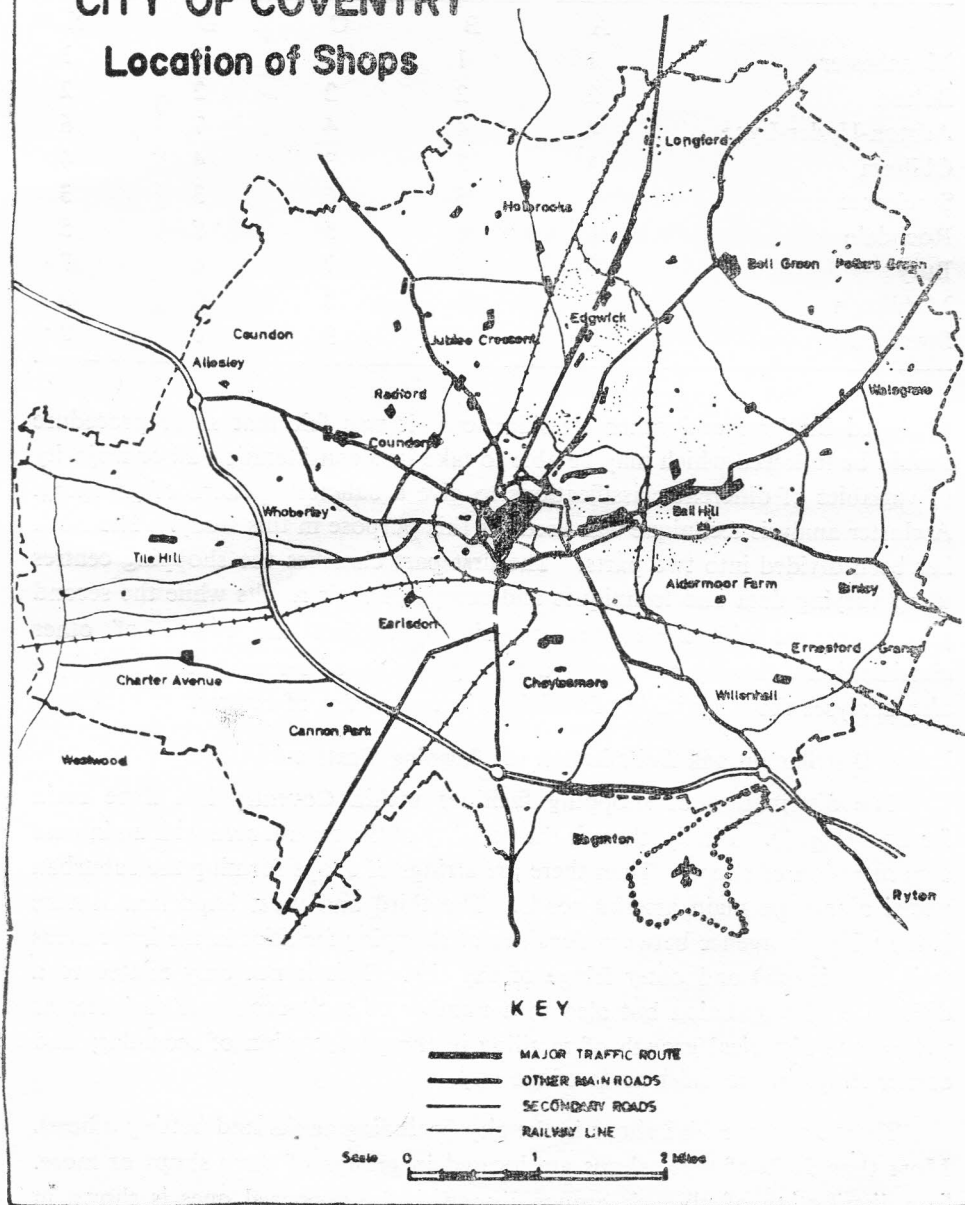 CITY OF COVENTRY
Location of Shops
Longford
Holbrooks
Bell Green
Potters Green
Edgwick
Coundon
Jubilee Crescent
Allesley
Walsgrave
Radford
Coundon
Whoberley
Ball Hill
Tile Hill
Aldermoor Farm
Binley
Earlsdon
Ernesford Grange
Charter Avenue
Cheylesmore
Willenhall
Cannon Park
Westwood
Baginton
Ryton
KEY
MAJOR TRAFFIC ROUTE
OTHER MAIN ROADS
SECONDARY ROADS
RAILWAY LINE
Scale 0 1 2 Miles